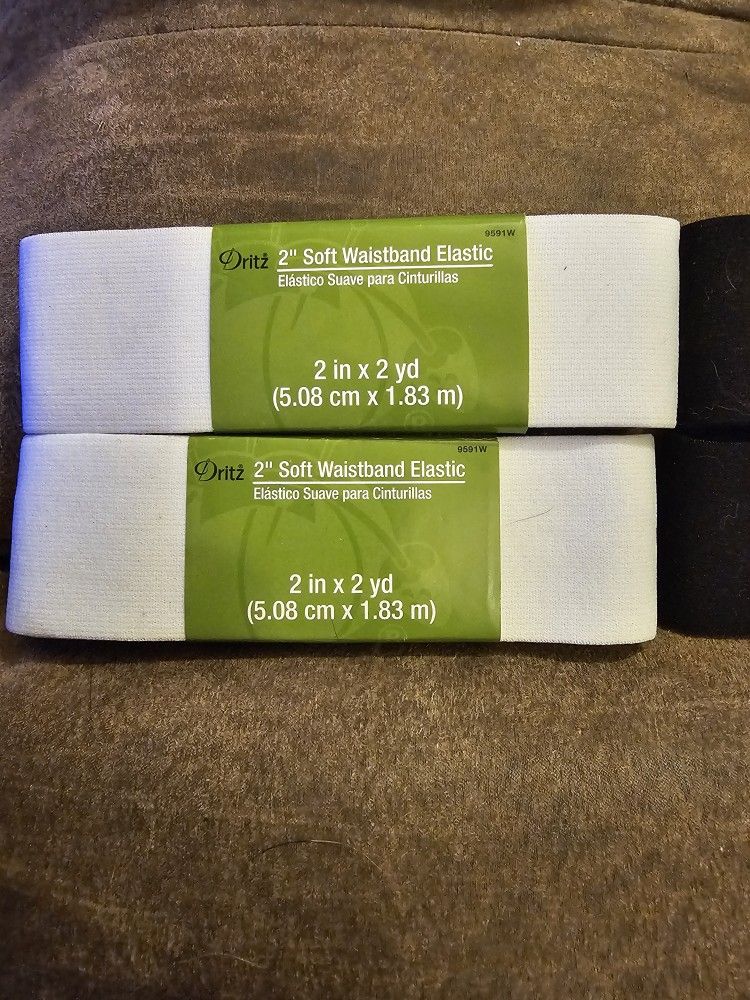 9591W
Dritz® 2" Soft Waistband Elastic
Elástico Suave para Cinturillas
2 in x 2 yd
(5.08 cm x 1.83 m)
9591W
Dritz® 2" Soft Waistband Elastic
Elástico Suave para Cinturillas
2 in x 2 yd
(5.08 cm x 1.83 m)